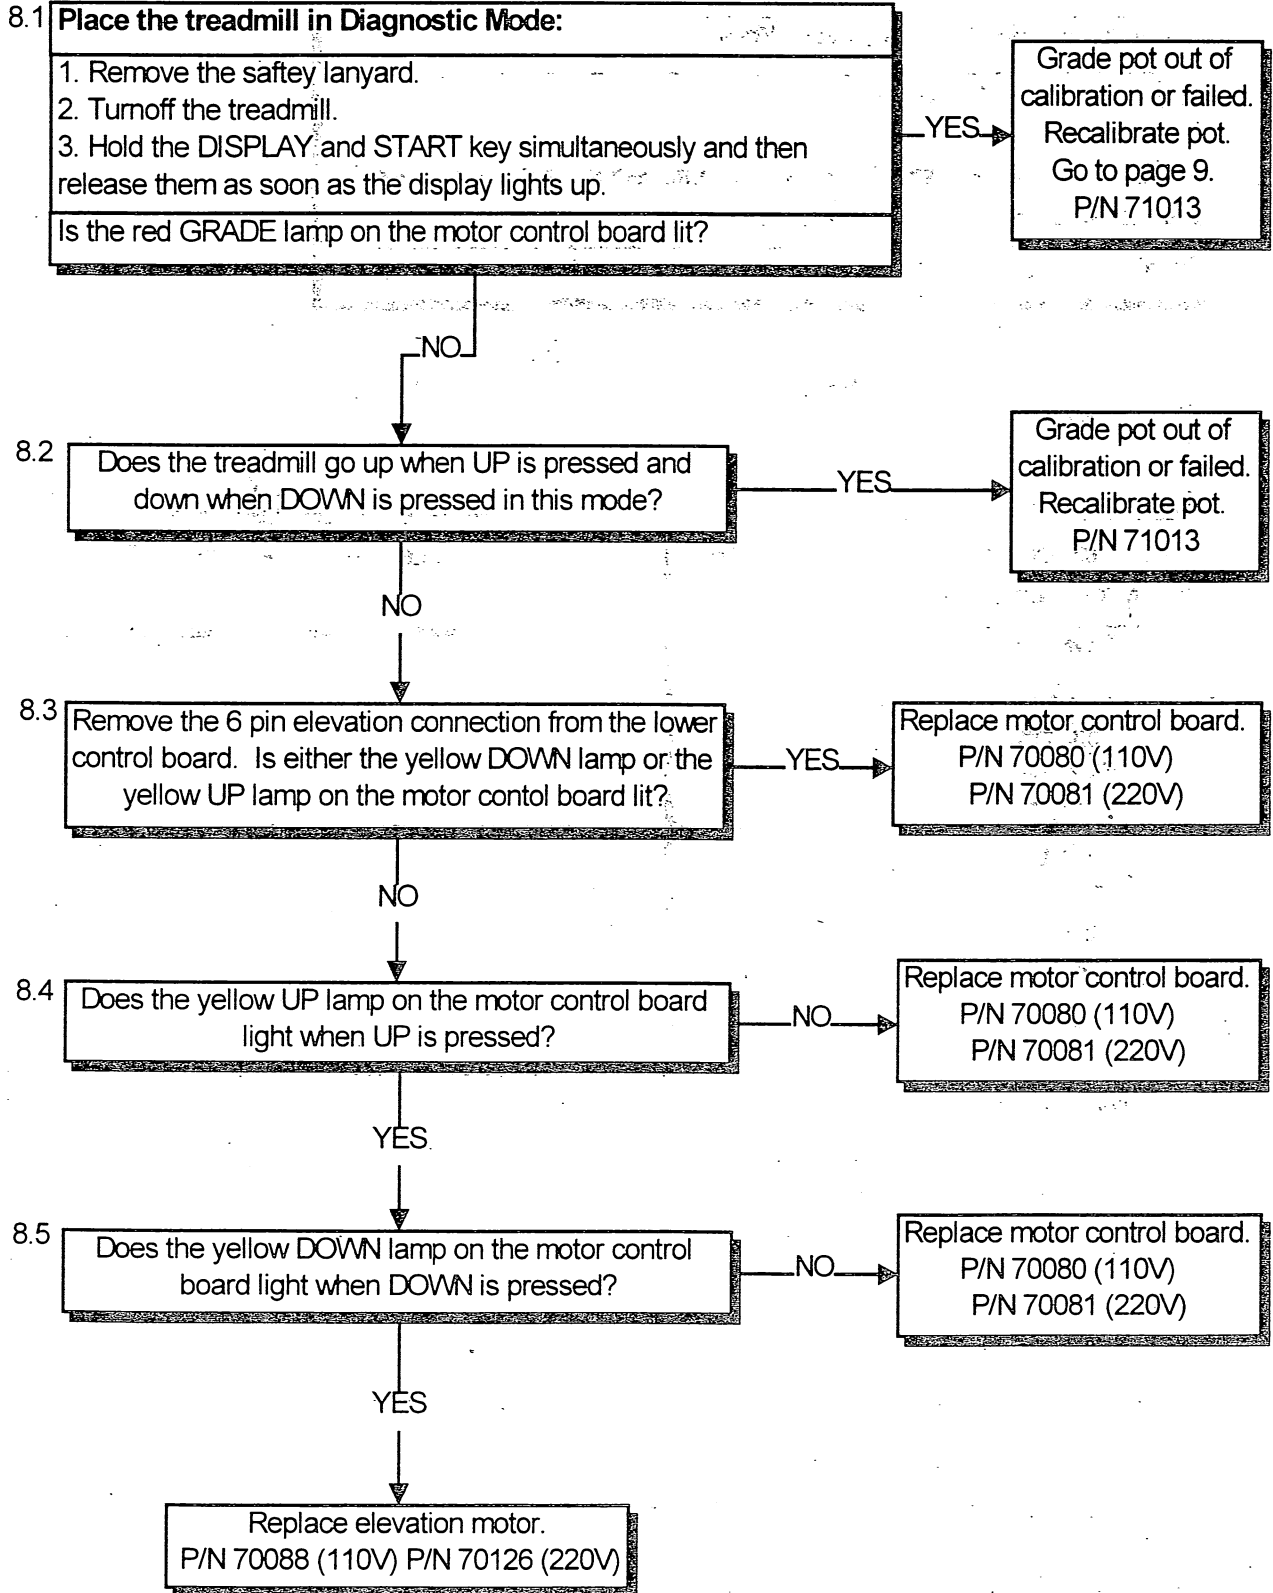 8.1 Place the treadmill in Diagnostic Mode:
1. Remove the saftey lanyard.
2. Turnoff the treadmill.
3. Hold the DISPLAY and START key simultaneously and then
release them as soon as the display lights up.
Is the red GRADE lamp on the motor control board lit?
YES
Grade pot out of
calibration or failed.
Recalibrate pot.
Go to page 9.
P/N 71013
NO
8.2 Does the treadmill go up when UP is pressed and
down when DOWN is pressed in this mode?
YES
Grade pot out of
calibration or failed.
Recalibrate pot.
P/N 71013
NO
8.3 Remove the 6 pin elevation connection from the lower
control board. Is either the yellow DOWN lamp or the
yellow UP lamp on the motor contol board lit?
YES
Replace motor control board.
P/N 70080 (110V)
P/N 70081 (220V)
NO
8.4 Does the yellow UP lamp on the motor control board
light when UP is pressed?
NO
Replace motor control board.
P/N 70080 (110V)
P/N 70081 (220V)
YES
8.5 Does the yellow DOWN lamp on the motor control
board light when DOWN is pressed?
NO
Replace motor control board.
P/N 70080 (110V)
P/N 70081 (220V)
YES
Replace elevation motor.
P/N 70088 (110V) P/N 70126 (220V)